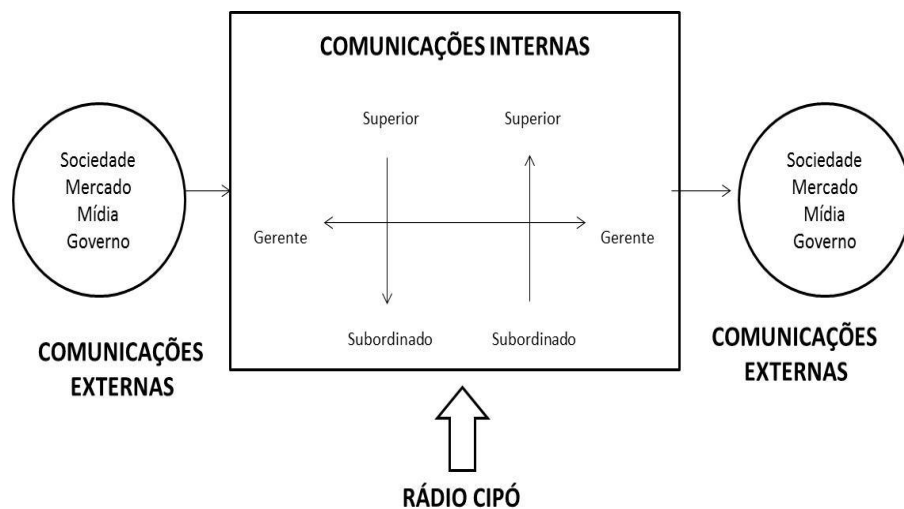 COMUNICAÇÕES INTERNAS
Superior
Superior
Sociedade
Mercado
Mídia
Governo
Gerente
Gerente
Sociedade
Mercado
Mídia
Governo
Subordinado
Subordinado
COMUNICAÇÕES
EXTERNAS
COMUNICAÇÕES
EXTERNAS
RÁDIO CIPÓ